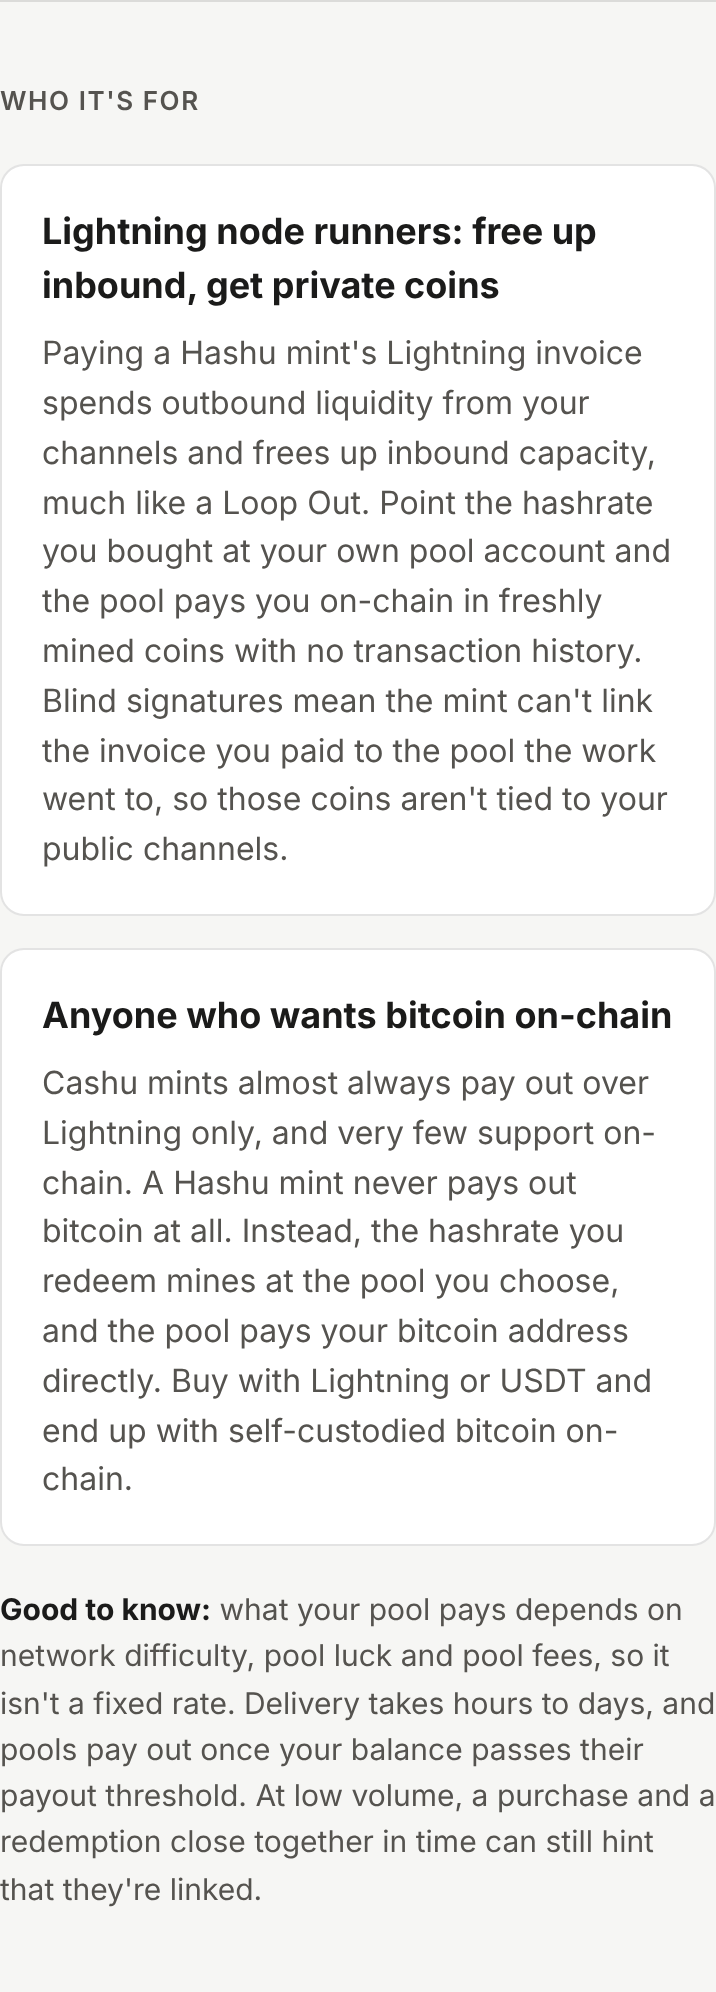 WHO IT'S FOR
Lightning node runners: free up
inbound, get private coins
Paying a Hashu mint's Lightning invoice
spends outbound liquidity from your
channels and frees up inbound capacity,
much like a Loop Out. Point the hashrate
you bought at your own pool account and
the pool pays you on-chain in freshly
mined coins with no transaction history.
Blind signatures mean the mint can't link
the invoice you paid to the pool the work
went to, so those coins aren't tied to your
public channels.
Anyone who wants bitcoin on-chain
Cashu mints almost always pay out over
Lightning only, and very few support on-
chain. A Hashu mint never pays out
bitcoin at all. Instead, the hashrate you
redeem mines at the pool you choose,
and the pool pays your bitcoin address
directly. Buy with Lightning or USDT and
end up with self-custodied bitcoin on-
chain.
Good to know: what your pool pays depends on
network difficulty, pool luck and pool fees, so it
isn't a fixed rate. Delivery takes hours to days, and
pools pay out once your balance passes their
payout threshold. At low volume, a purchase and a
redemption close together in time can still hint
that they're linked.